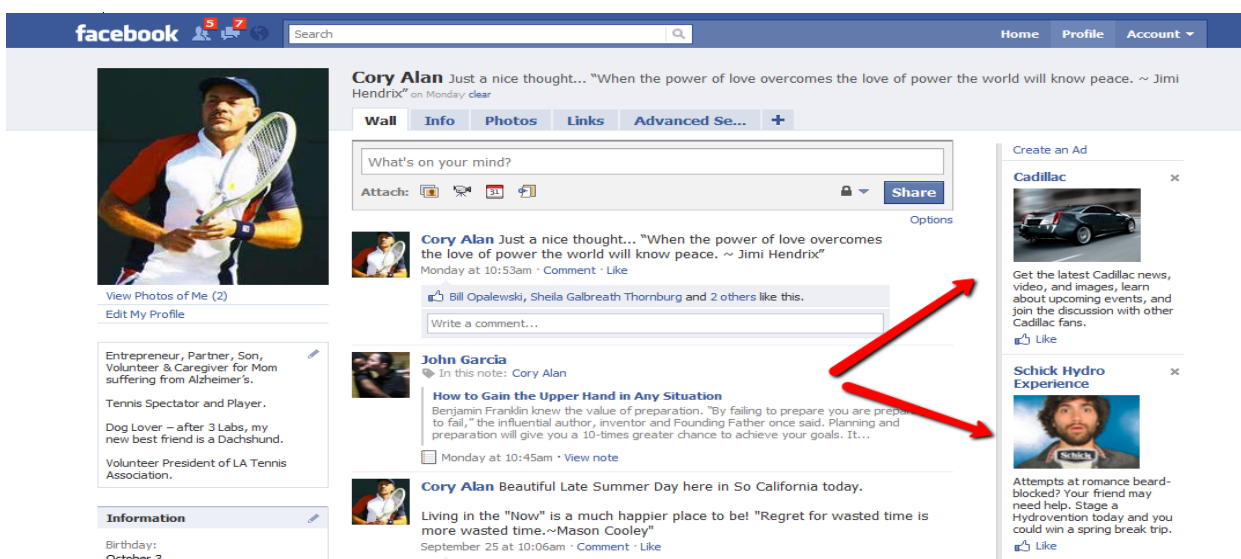 facebook
5
7
Search
Home Profile Account
Cory Alan Just a nice thought... “When the power of love overcomes the love of power the world will know peace. ~ Jimi
Hendrix” on Monday clear
Wall Info Photos Links Advanced Se... +
What's on your mind?
Attach: 31 Share
Options
Cory Alan Just a nice thought... “When the power of love overcomes
the love of power the world will know peace. ~ Jimi Hendrix”
Monday at 10:53am · Comment · Like
Bill Opalewski, Sheila Galbreath Thornburg and 2 others like this.
Write a comment...
John Garcia
In this note: Cory Alan
How to Gain the Upper Hand in Any Situation
Benjamin Franklin knew the value of preparation. "By failing to prepare you are
to fail," the influential author, inventor and Founding Father once said. Planning and
preparation will give you a 10-times greater chance to achieve your goals. It...
Monday at 10:45am · View note
Cory Alan Beautiful Late Summer Day here in So California today.
Living in the "Now" is a much happier place to be! "Regret for wasted time is
more wasted time.~Mason Cooley"
September 25 at 10:06am · Comment · Like
View Photos of Me (2)
Edit My Profile
Entrepreneur, Partner, Son,
Volunteer & Caregiver for Mom
suffering from Alzheimer's.
Tennis Spectator and Player.
Dog Lover – after 3 Labs, my
new best friend is a Dachshund.
Volunteer President of LA Tennis
Association.
Information
Birthday:
October 3
Create an Ad
Cadillac
Get the latest Cadillac news,
video, and images, learn
about upcoming events, and
join the discussion with other
Cadillac fans.
Like
Schick Hydro
Experience
Schick
Attempts at romance beard-
blocked? Your friend may
need help. Stage a
Hydrovention today and you
could win a spring break trip.
Like